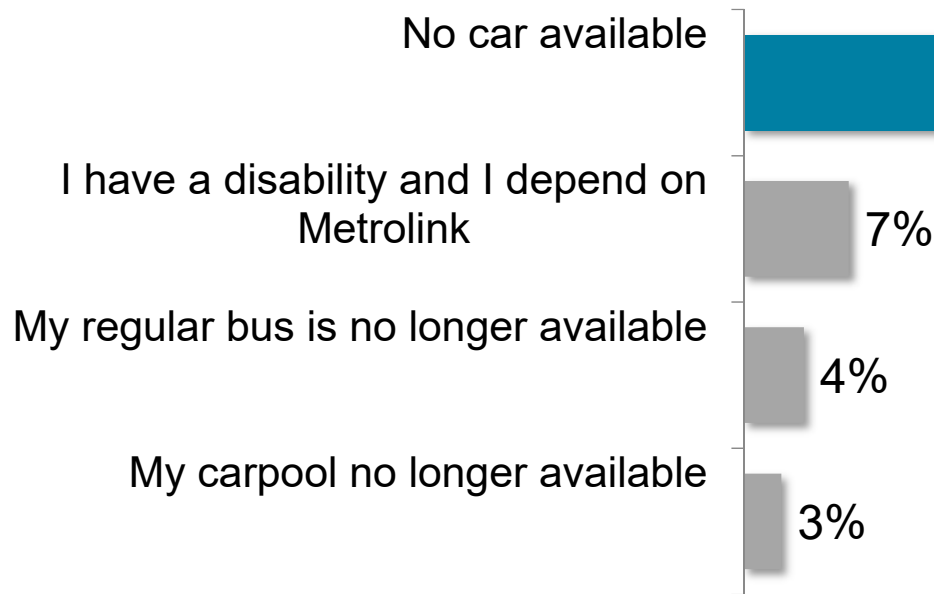 No car available
I have a disability and I depend on
Metrolink
7%
My regular bus is no longer available
4%
My carpool no longer available
3%